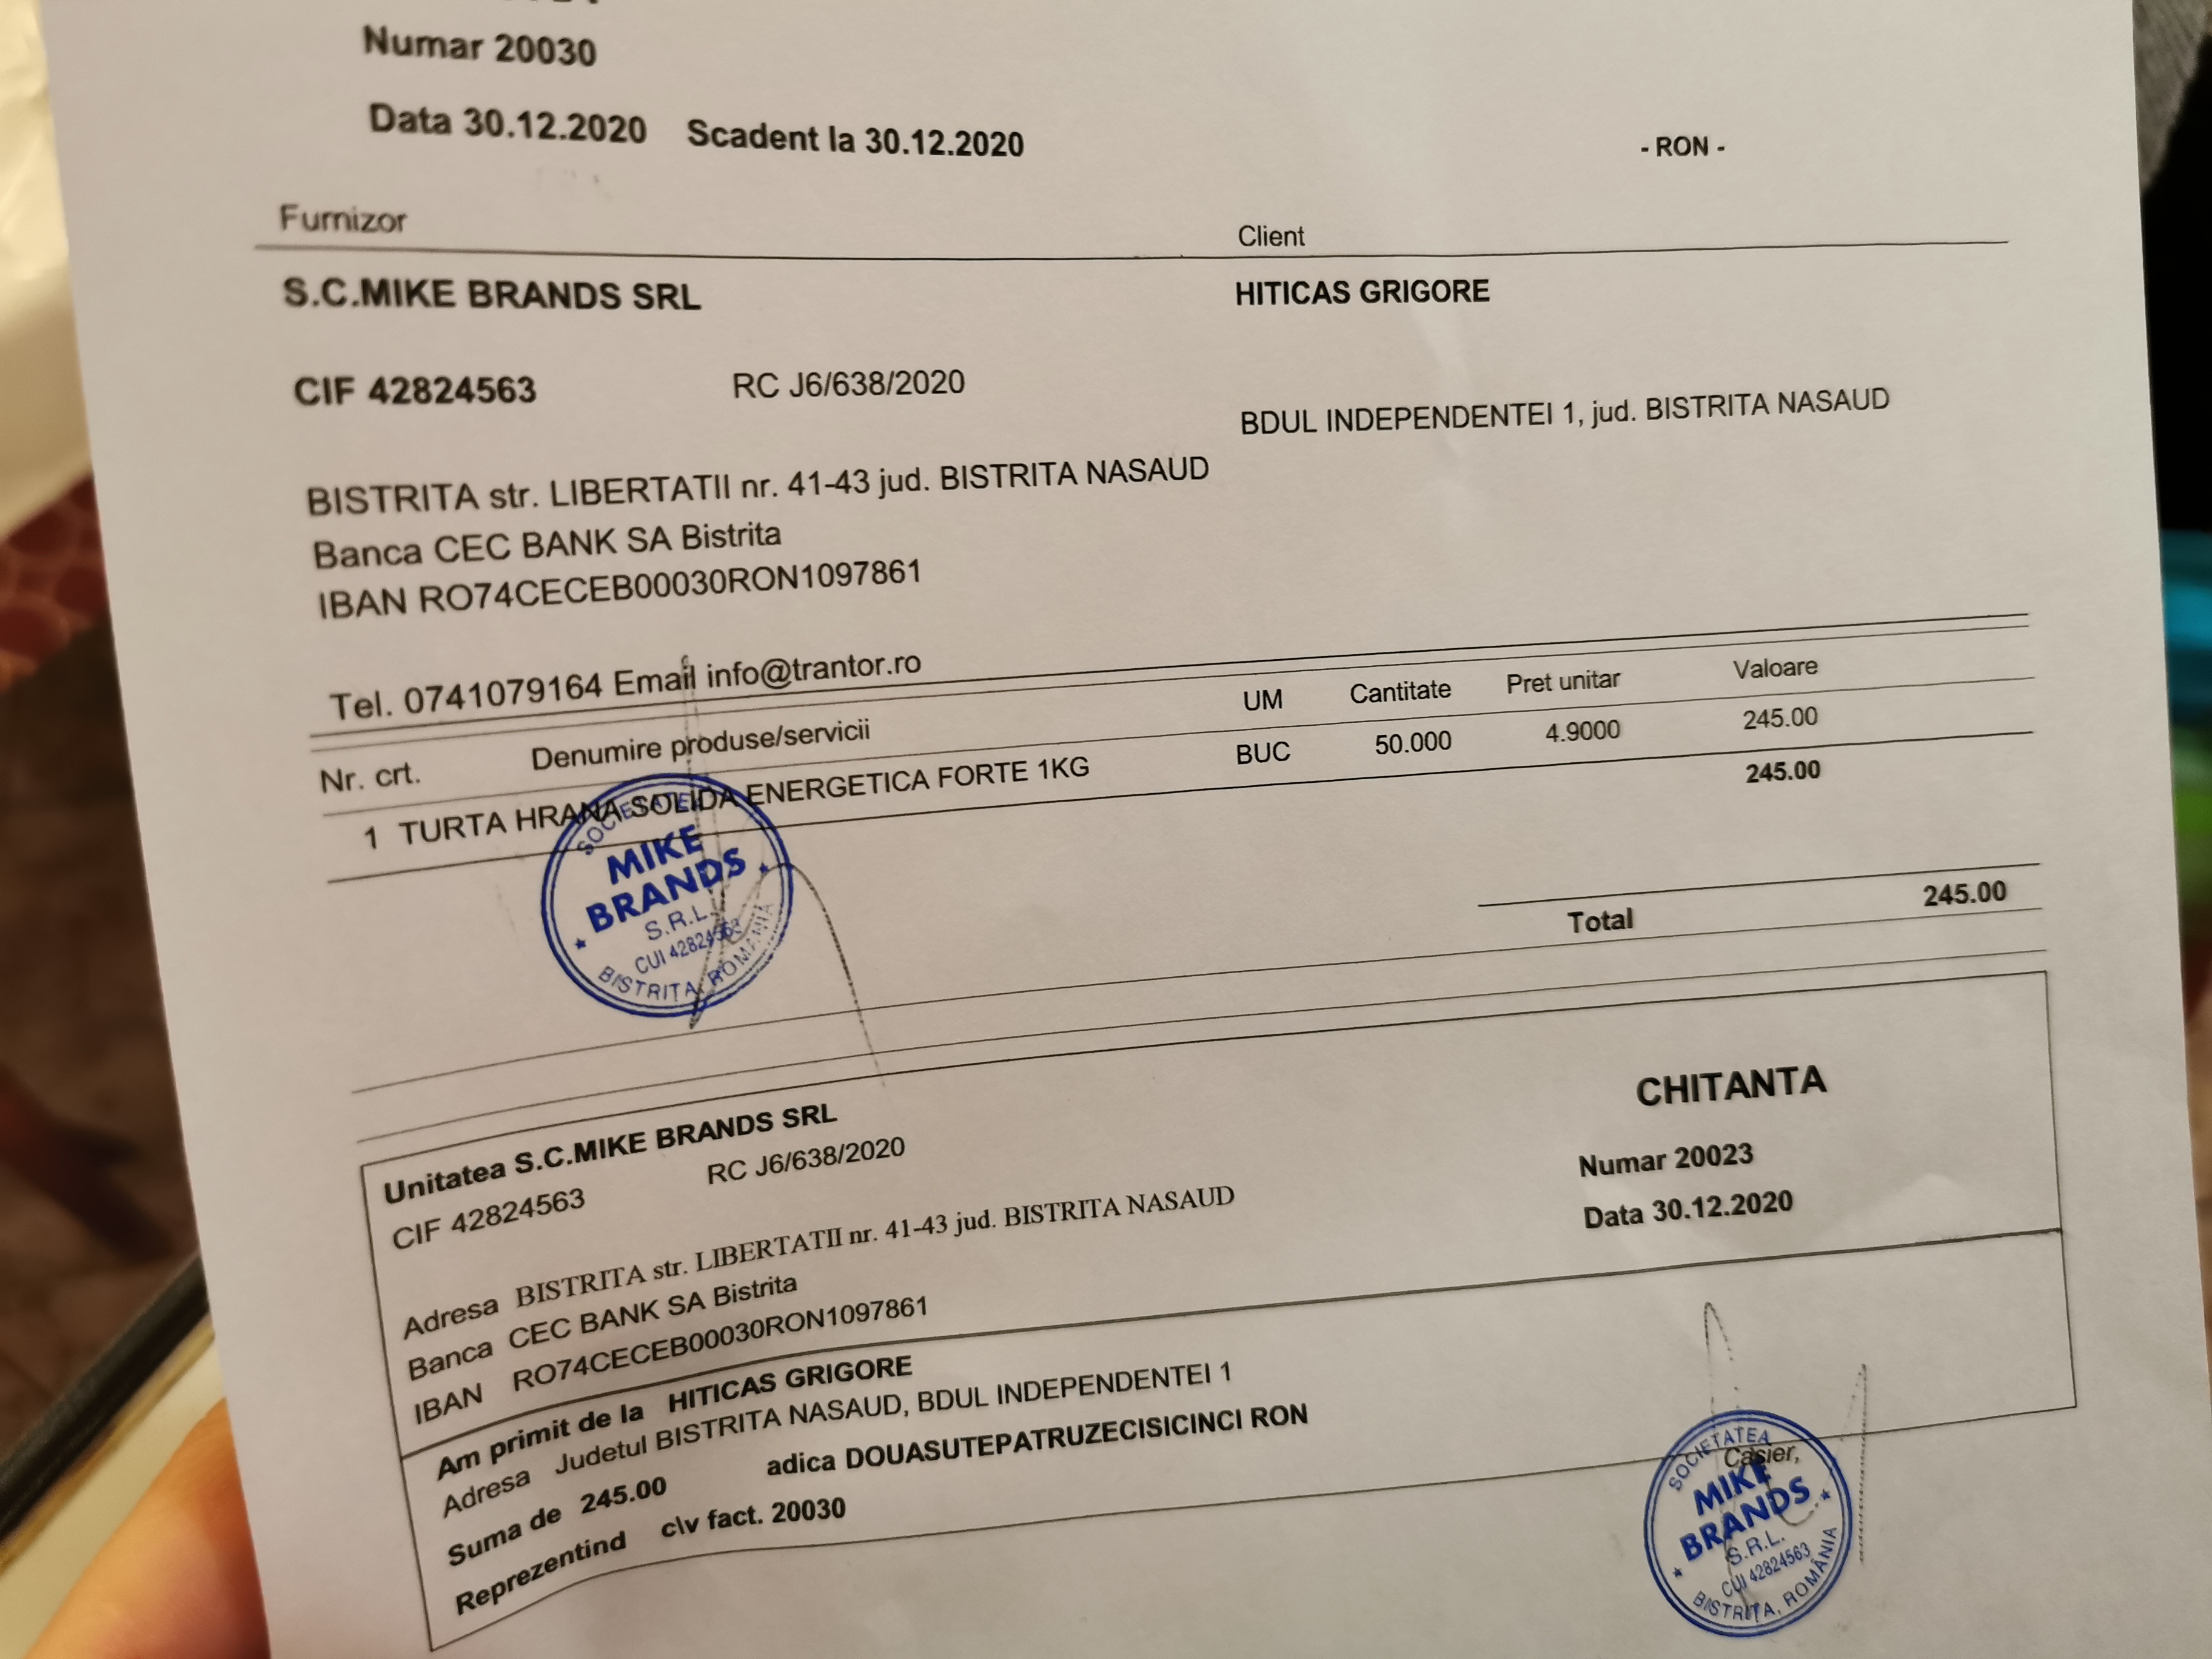 Numar 20030
Data 30.12.2020 Scadent la 30.12.2020
- RON -
Furnizor
Client
S.C.MIKE BRANDS SRL
HITICAS GRIGORE
CIF 42824563 RC J6/638/2020
BDUL INDEPENDENTEI 1, jud. BISTRITA NASAUD
BISTRITA str. LIBERTATII nr. 41-43 jud. BISTRITA NASAUD
Banca CEC BANK SA Bistrita
IBAN RO74CECEB00030RON1097861
Tel. 0741079164 Email info@trantor.ro
Nr. crt. Denumire produse/servicii UM Cantitate Pret unitar Valoare
1 TURTA HRANA SOLIDA ENERGETICA FORTE 1KG BUC 50.000 4.9000 245.00
245.00
SOCIETATEA
MIKE
BRANDS
S.R.L.
CUI 42824563
BISTRITA, ROMANIA
Total 245.00
Unitatea S.C.MIKE BRANDS SRL
CIF 42824563 RC J6/638/2020
Adresa BISTRITA str. LIBERTATII nr. 41-43 jud. BISTRITA NASAUD
Banca CEC BANK SA Bistrita
IBAN RO74CECEB00030RON1097861
CHITANTA
Numar 20023
Data 30.12.2020
Am primit de la HITICAS GRIGORE
Adresa Judetul BISTRITA NASAUD, BDUL INDEPENDENTEI 1
Suma de 245.00 adica DOUASUTEPATRUZECISICINCI RON
Reprezentind c\v fact. 20030
Casier,
SOCIETATEA
MIKE
BRANDS
S.R.L.
CUI 42824563
BISTRIȚA, ROMÂNIA